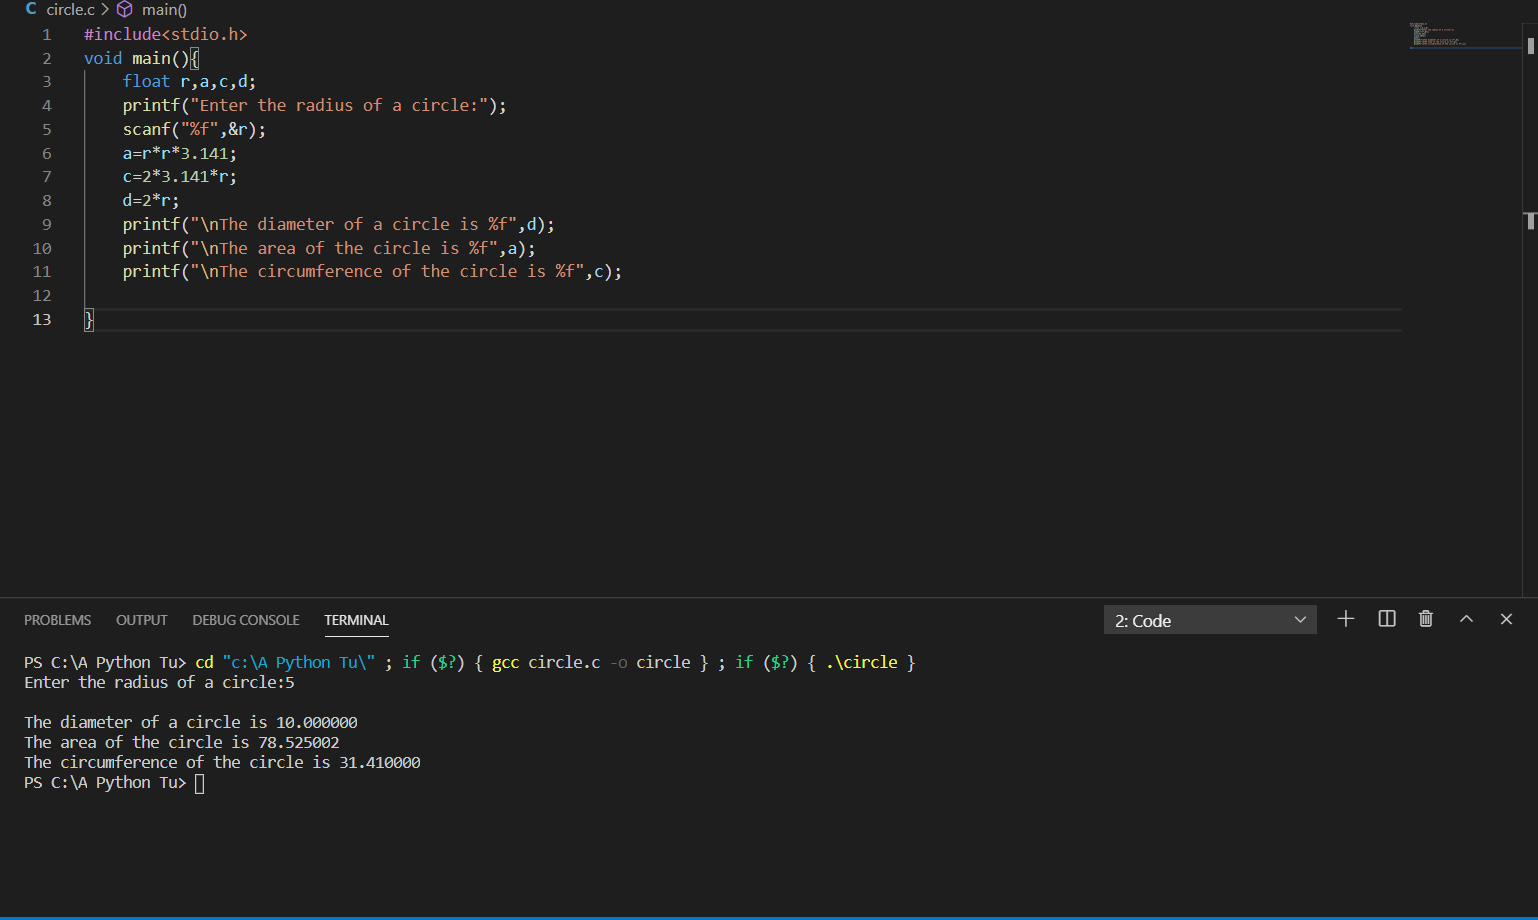 C circle.c > main()
1 #include<stdio.h>
2 void main(){
3     float r,a,c,d;
4     printf("Enter the radius of a circle:");
5     scanf("%f",&r);
6     a=r*r*3.141;
7     c=2*3.141*r;
8     d=2*r;
9     printf("\nThe diameter of a circle is %f",d);
10     printf("\nThe area of the circle is %f",a);
11     printf("\nThe circumference of the circle is %f",c);
12
13 }
PROBLEMS OUTPUT DEBUG CONSOLE TERMINAL 2: Code
PS C:\A Python Tu> cd "c:\A Python Tu\" ; if ($?) { gcc circle.c -o circle } ; if ($?) { .\circle }
Enter the radius of a circle:5
The diameter of a circle is 10.000000
The area of the circle is 78.525002
The circumference of the circle is 31.410000
PS C:\A Python Tu>